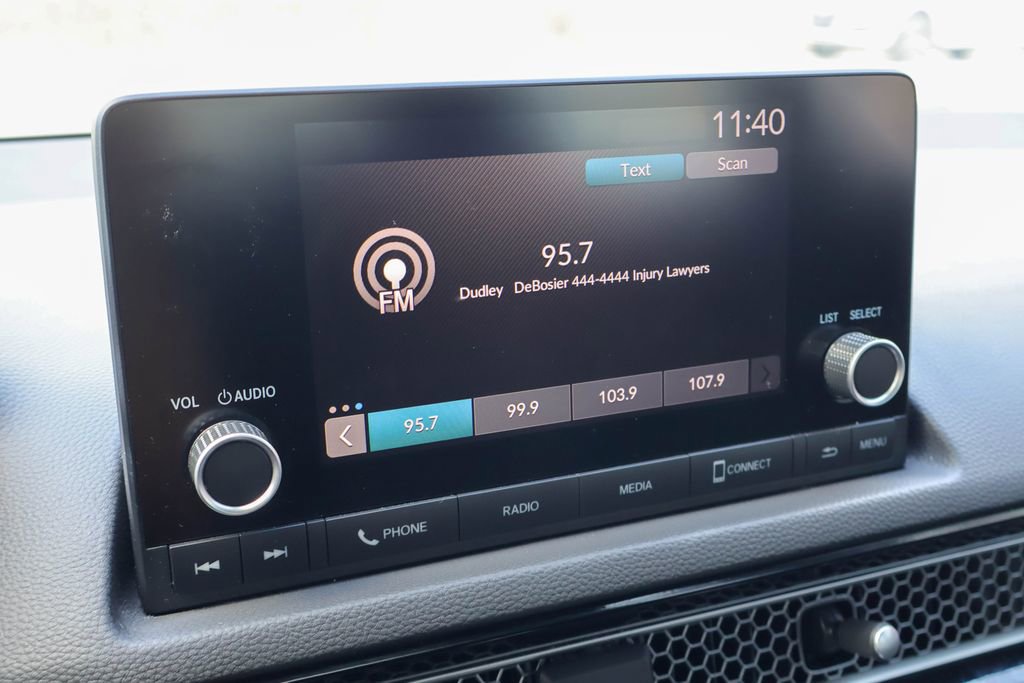 11:40
Text Scan
95.7
Dudley DeBosier 444-4444 Injury Lawyers
FM
LIST SELECT
VOL AUDIO
95.7 99.9 103.9 107.9
PHONE RADIO MEDIA CONNECT MENU